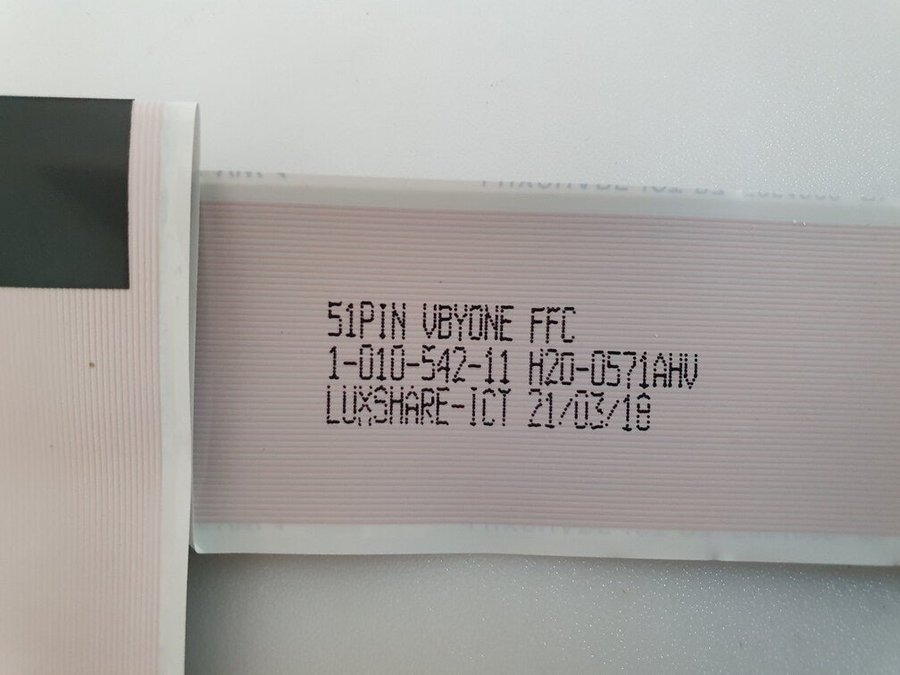 51PIN VBYONE FFC
1-010-542-11 H20-0571AHV
LUXSHARE-ICT 21/03/18